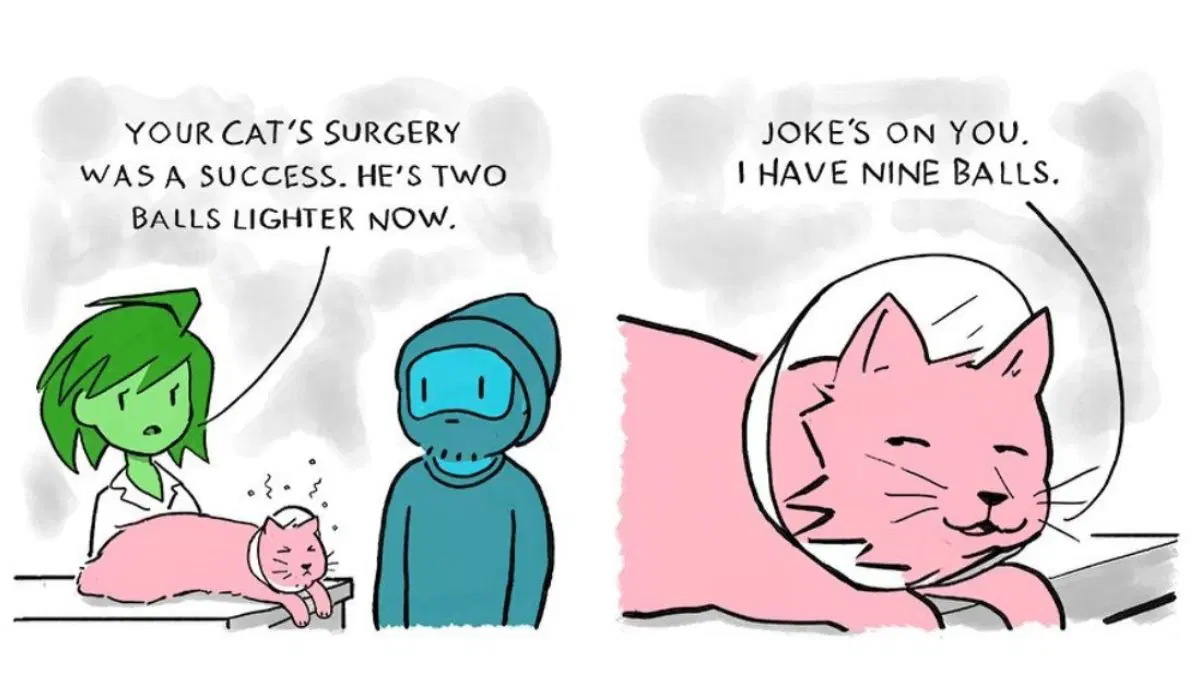 YOUR CAT'S SURGERY
WAS A SUCCESS. HE'S TWO
BALLS LIGHTER NOW.
JOKE'S ON YOU.
I HAVE NINE BALLS.